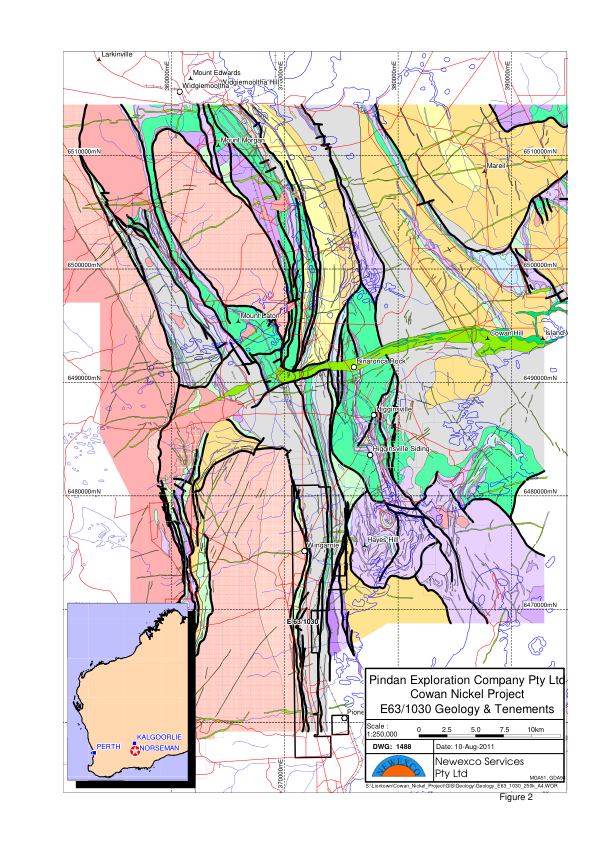 Larkinville
Mount Edwards
Widgiemooltha Hill
Widgiemooltha
360000mE
370000mE
380000mE
390000mE
Mount Morgan
6510000mN
6510000mN
Marell
6500000mN
6500000mN
Mount Eaton
Cowan Hill
Island
Binaronca Rock
6490000mN
6490000mN
Higginsville
Higginsville Siding
6480000mN
6480000mN
Hayes Hill
Wingarnie
6470000mN
E 63/1030
Pione
370000mE
KALGOORLIE
PERTH
NORSEMAN
Pindan Exploration Company Pty Ltd
Cowan Nickel Project
E63/1030 Geology & Tenements
Scale :
1:250,000
0 2.5 5.0 7.5 10km
DWG: 1488
Date: 10-Aug-2011
NEWEXCO
Newexco Services
Pty Ltd
MGA51, GDA94
S:\Liontown\Cowan_Nickel_Project\GIS\Geology\Geology_E63_1030_250k_A4.WOR
Figure 2